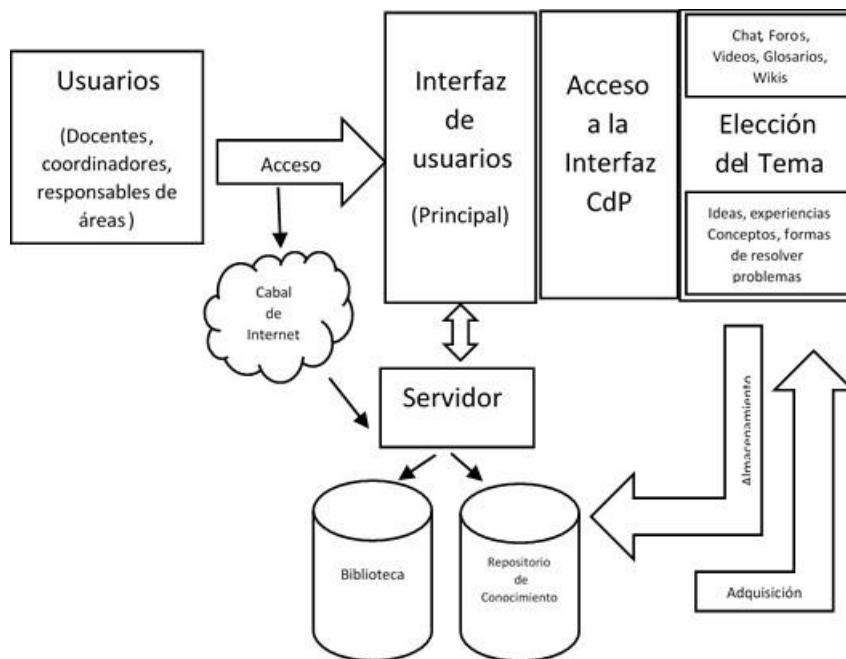 Usuarios
(Docentes,
coordinadores,
responsables de
áreas)
Acceso
Cabal
de
Internet
Interfaz
de
usuarios
(Principal)
Acceso
a la
Interfaz
CdP
Chat, Foros,
Videos, Glosarios,
Wikis
Elección
del Tema
Ideas, experiencias
Conceptos, formas
de resolver
problemas
Servidor
Biblioteca
Repositorio
de
Conocimiento
Almacenamiento
Adquisición